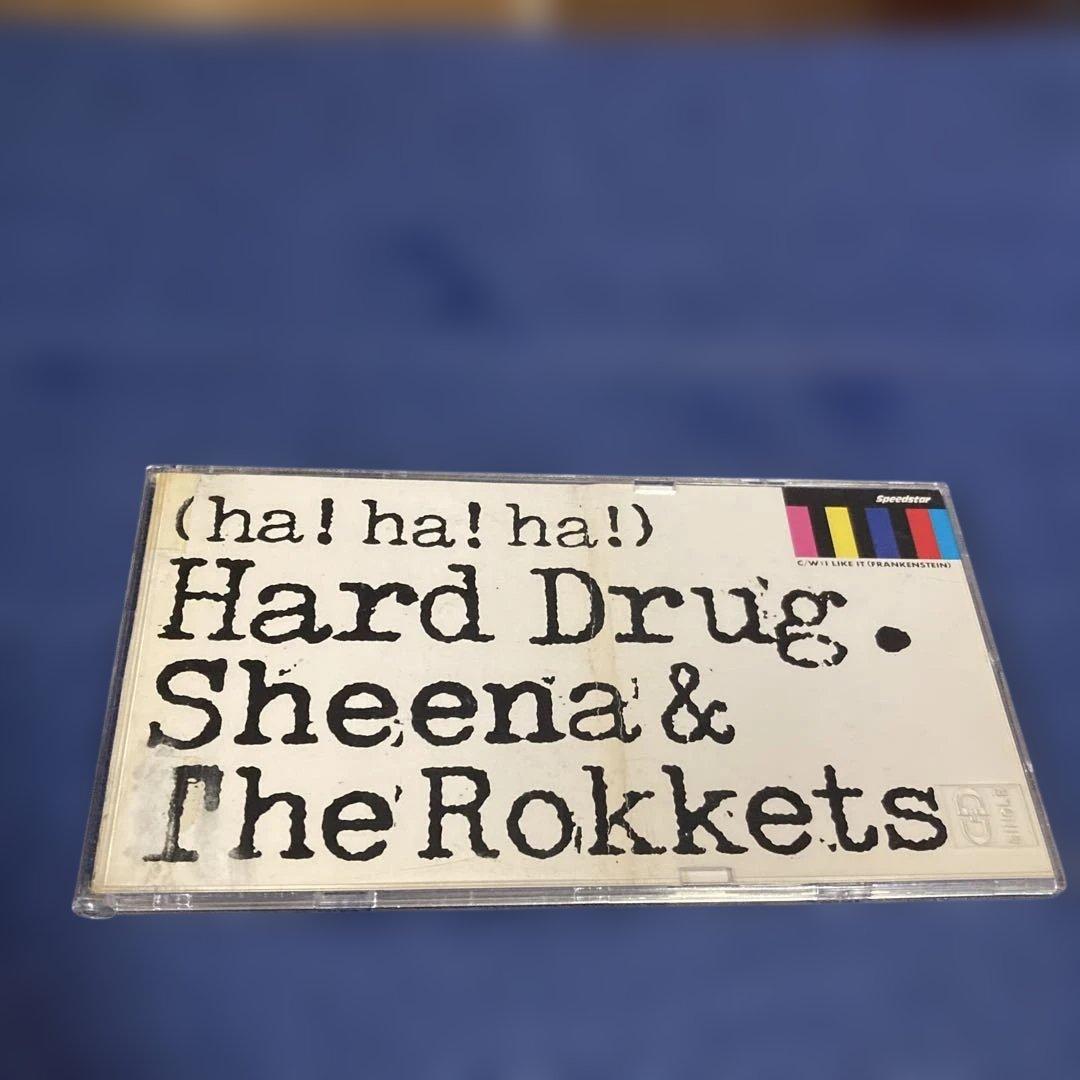 (ha! ha! ha!)
Speedstar
C/W: I LIKE IT (FRANKENSTEIN)
Hard Drug.
Sheena &
The Rokkets
CD
SINGLE